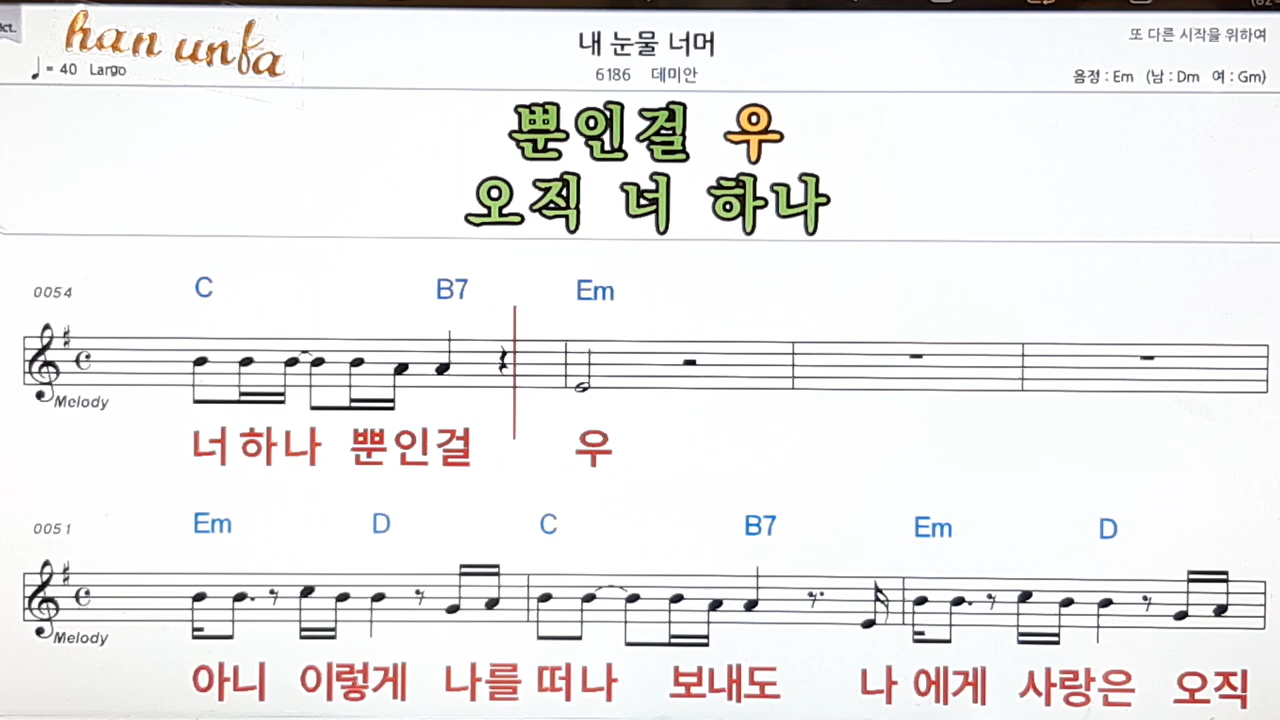 han unfa
♩= 40 Largo
내 눈물 너머
6186 데미안
또 다른 시작을 위하여
음정 : Em (남 : Dm 여 : Gm)
뿐인걸 우
오직 너 하나
0054
C B7 Em
Melody
너 하나 뿐인걸 우
0051
Em D C B7 Em D
Melody
아니 이렇게 나를 떠나 보내도 나 에게 사랑은 오직